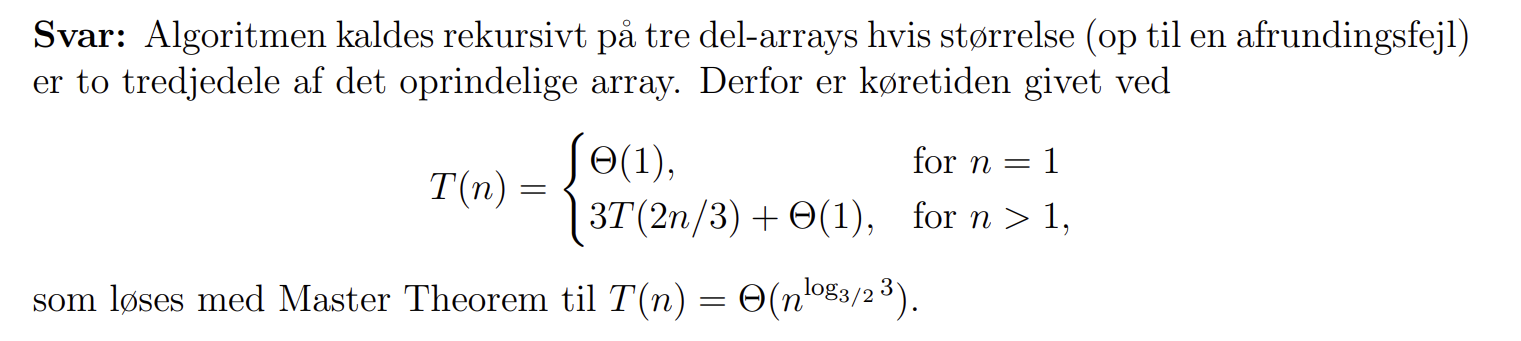 Svar: Algoritmen kaldes rekursivt på tre del-arrays hvis størrelse (op til en afrundingsfejl)
er to tredjedele af det oprindelige array. Derfor er køretiden givet ved
T(n) = { Θ(1), for n = 1
3T(2n/3) + Θ(1), for n > 1,
som løses med Master Theorem til T(n) = Θ(n^{log_{3/2} 3}).